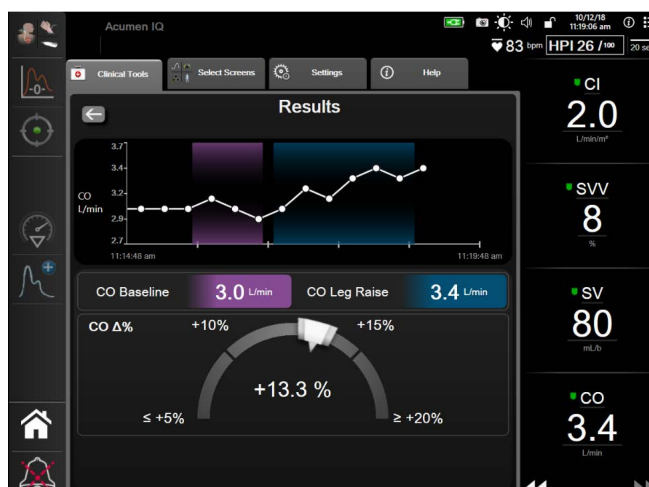 Acumen IQ
10/12/18
11:19:06 am
83 bpm
HPI 26 /100
20 se
Clinical Tools
Select Screens
Settings
Help
Results
3.7
3.4
3.2
2.9
2.7
CO
L/min
11:14:48 am
11:19:48 am
CO Baseline 3.0 L/min
CO Leg Raise 3.4 L/min
CO Δ%
+10%
+15%
+13.3 %
≤ +5%
≥ +20%
CI
2.0
L/min/m²
SVV
8
%
SV
80
mL/b
CO
3.4
L/min
-0-